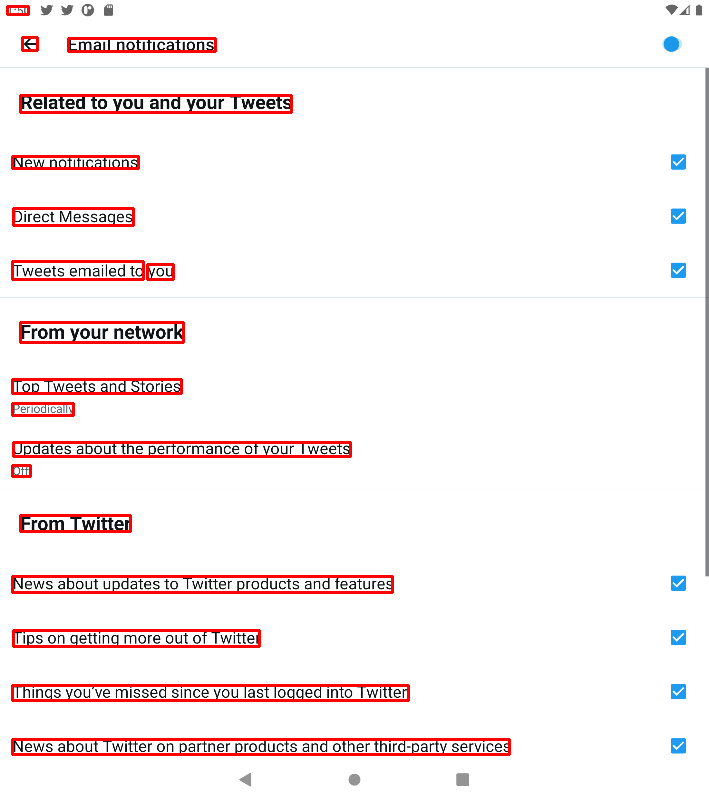 Email notifications
Related to you and your Tweets
New notifications
Direct Messages
Tweets emailed to you
From your network
Top Tweets and Stories
Periodically
Updates about the performance of your Tweets
Off
From Twitter
News about updates to Twitter products and features
Tips on getting more out of Twitter
Things you've missed since you last logged into Twitter
News about Twitter on partner products and other third-party services